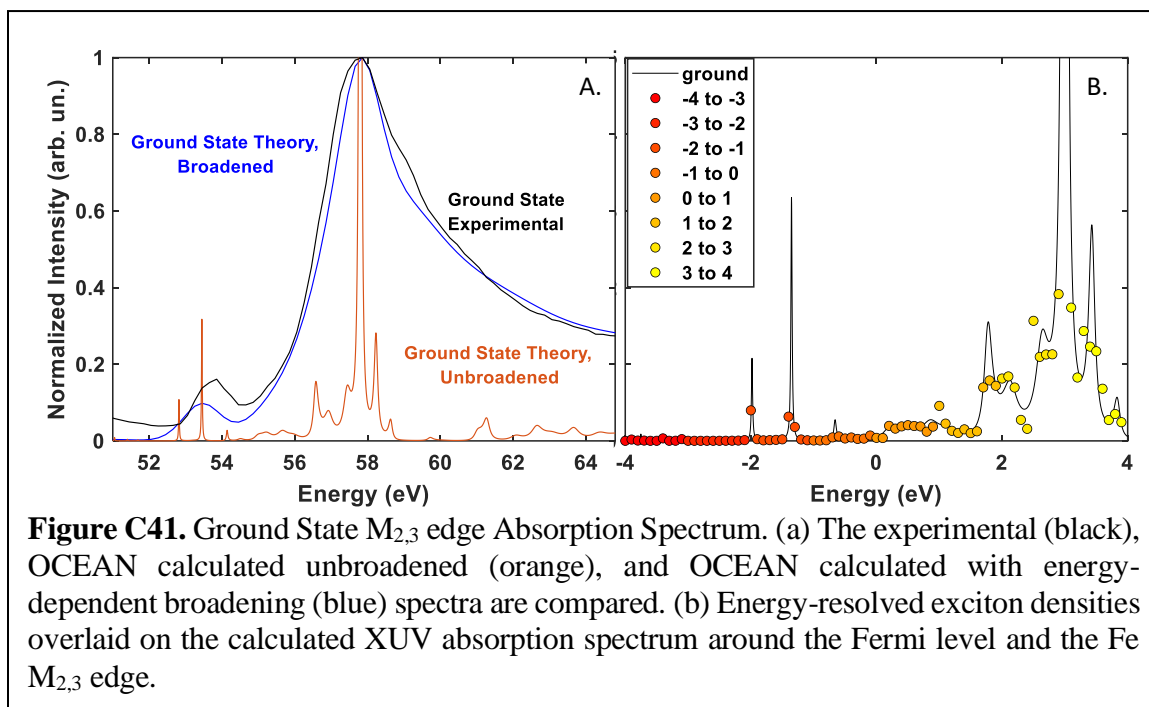 A.
Ground State Theory,
Broadened
Ground State
Experimental
Ground State Theory,
Unbroadened
Normalized Intensity (arb. un.)
1
0.8
0.6
0.4
0.2
0
52 54 56 58 60 62 64
Energy (eV)
B.
ground
-4 to -3
-3 to -2
-2 to -1
-1 to 0
0 to 1
1 to 2
2 to 3
3 to 4
-4 -2 0 2 4
Energy (eV)
Figure C41. Ground State M2,3 edge Absorption Spectrum. (a) The experimental (black),
OCEAN calculated unbroadened (orange), and OCEAN calculated with energy-
dependent broadening (blue) spectra are compared. (b) Energy-resolved exciton densities
overlaid on the calculated XUV absorption spectrum around the Fermi level and the Fe
M2,3 edge.